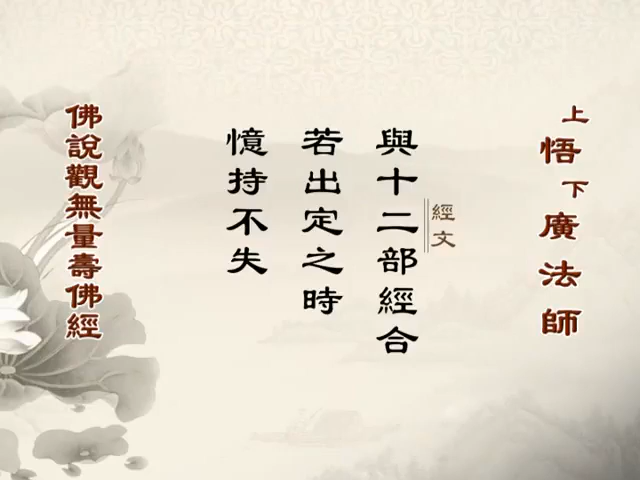 上悟下廣法師
經文
與十二部經合
若出定之時
憶持不失
佛說觀無量壽佛經